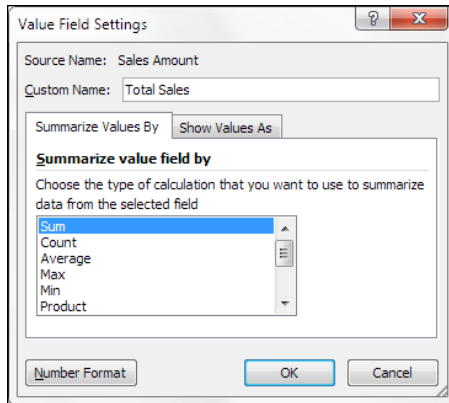 Value Field Settings
Source Name: Sales Amount
Custom Name: Total Sales
Summarize Values By Show Values As
Summarize value field by
Choose the type of calculation that you want to use to summarize
data from the selected field
Sum
Count
Average
Max
Min
Product
Number Format OK Cancel